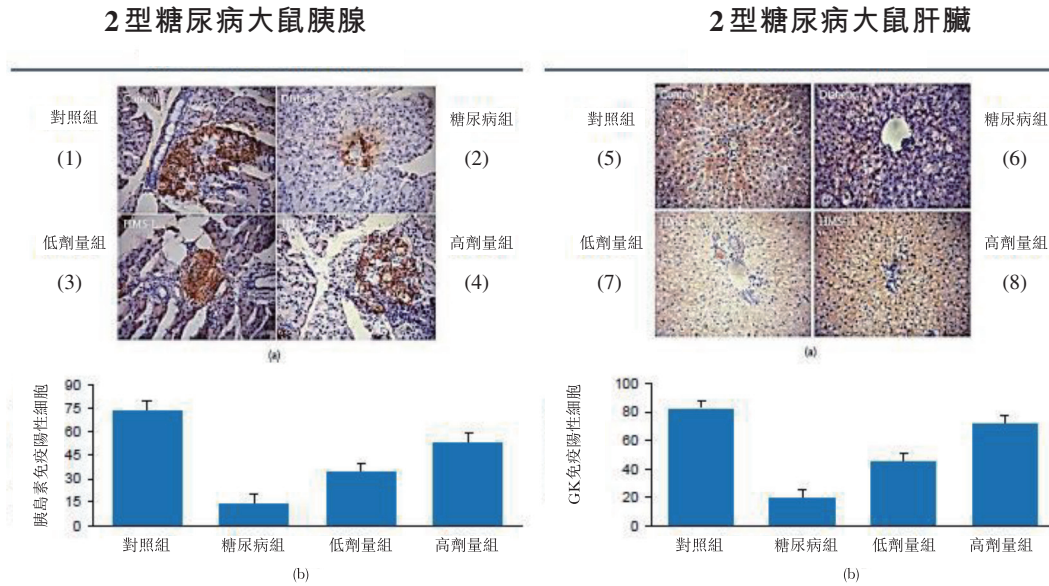 2型糖尿病大鼠胰腺
對照組
(1)
糖尿病組
(2)
低劑量組
(3)
高劑量組
(4)
Control
HMS-L
(a)
胰島素免疫陽性細胞
90
75
60
45
30
15
0
對照組 糖尿病組 低劑量組 高劑量組
(b)
2型糖尿病大鼠肝臟
對照組
(5)
糖尿病組
(6)
低劑量組
(7)
高劑量組
(8)
Control
(a)
GK免疫陽性細胞
100
80
60
40
20
0
對照組 糖尿病組 低劑量組 高劑量組
(b)